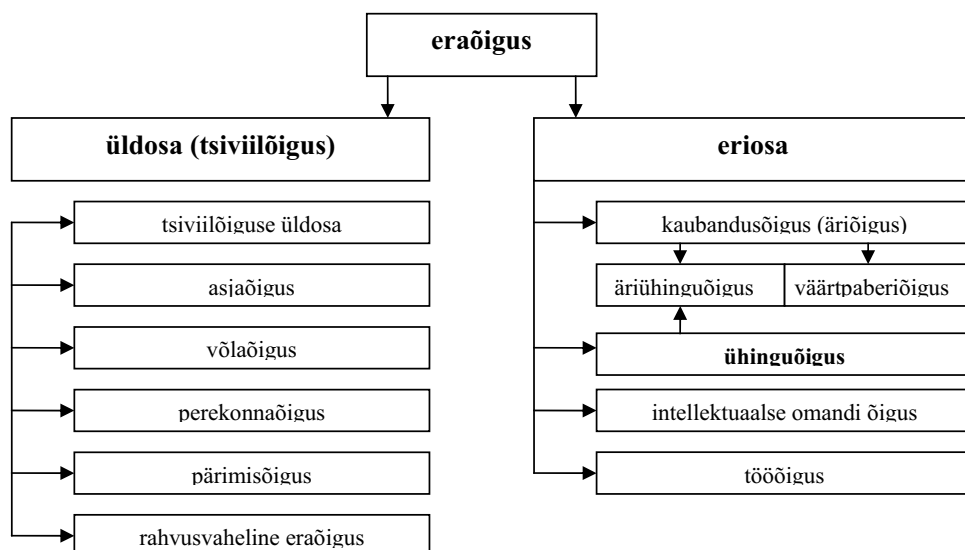 eraõigus
üldosa (tsiviilõigus)
tsiviilõiguse üldosa
asjaõigus
võlaõigus
perekonnaõigus
pärimisõigus
rahvusvaheline eraõigus
eriosa
kaubandusõigus (äriõigus)
äriühinguõigus
väärtpaberiõigus
ühinguõigus
intellektuaalse omandi õigus
tööõigus